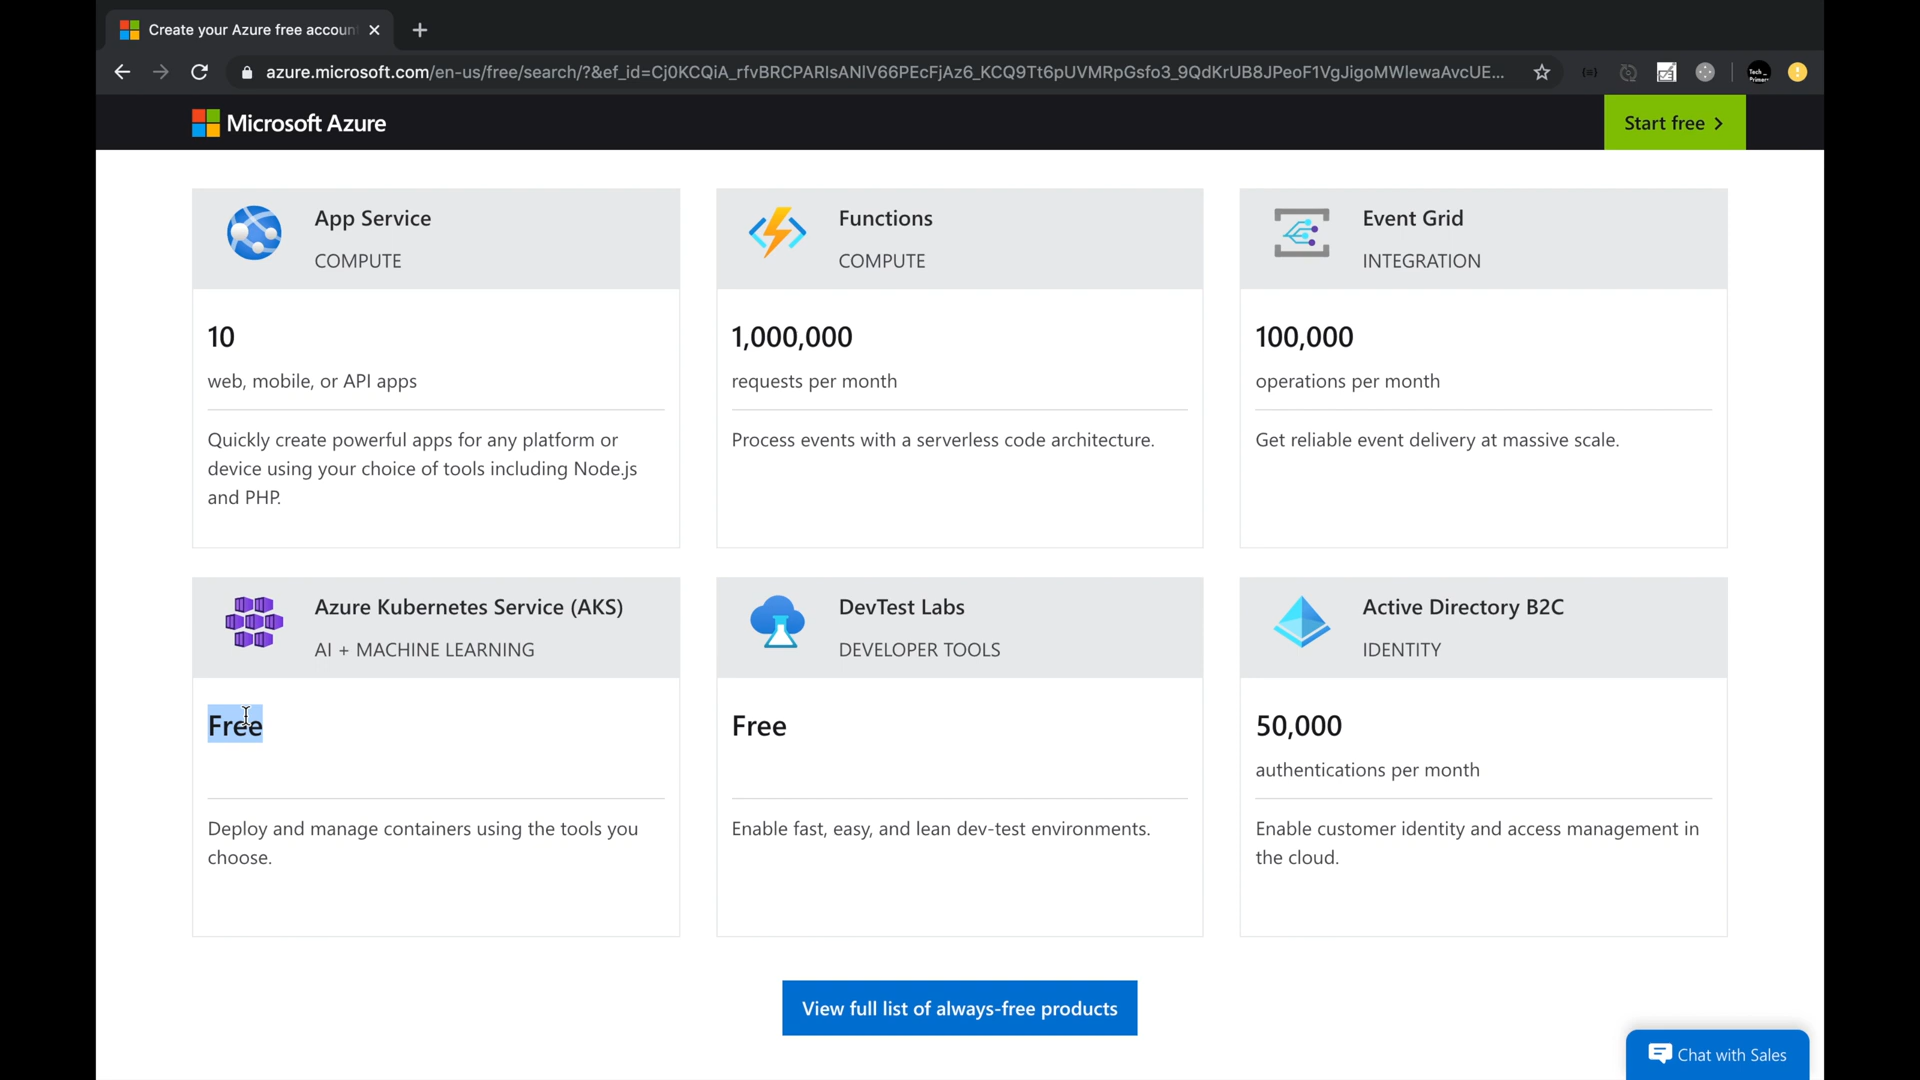 Create your Azure free accoun
azure.microsoft.com/en-us/free/search/?&ef_id=Cj0KCQiA_rfvBRCPARIsANlV66PEcFjAz6_KCQ9Tt6pUVMRpGsfo3_9QdKrUB8JPeoF1VgJigoMWlewaAvcUE...
Microsoft Azure
Start free
App Service
COMPUTE
10
web, mobile, or API apps
Quickly create powerful apps for any platform or
device using your choice of tools including Node.js
and PHP.
Functions
COMPUTE
1,000,000
requests per month
Process events with a serverless code architecture.
Event Grid
INTEGRATION
100,000
operations per month
Get reliable event delivery at massive scale.
Azure Kubernetes Service (AKS)
AI + MACHINE LEARNING
Free
Deploy and manage containers using the tools you
choose.
DevTest Labs
DEVELOPER TOOLS
Free
Enable fast, easy, and lean dev-test environments.
Active Directory B2C
IDENTITY
50,000
authentications per month
Enable customer identity and access management in
the cloud.
View full list of always-free products
Chat with Sales